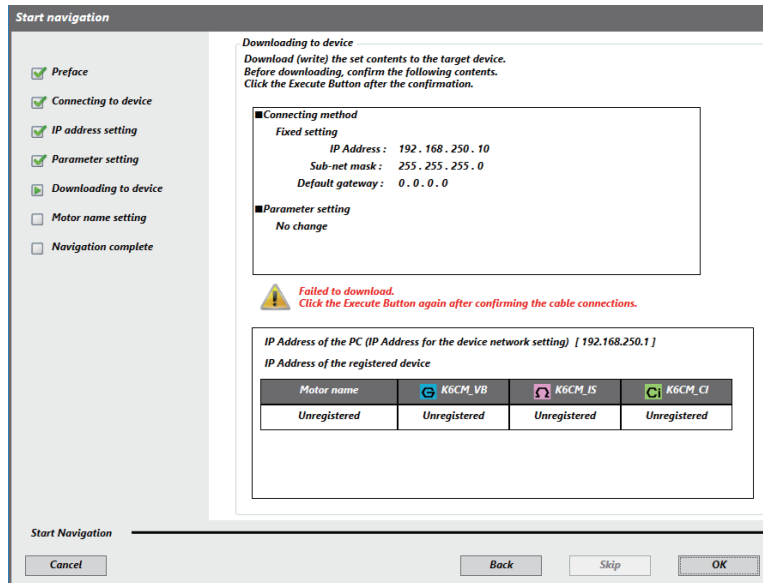 Start navigation
Preface
Connecting to device
IP address setting
Parameter setting
Downloading to device
Motor name setting
Navigation complete
Downloading to device
Download (write) the set contents to the target device.
Before downloading, confirm the following contents.
Click the Execute Button after the confirmation.
■Connecting method
Fixed setting
IP Address : 192 . 168 . 250 . 10
Sub-net mask : 255 . 255 . 255 . 0
Default gateway : 0 . 0 . 0 . 0
■Parameter setting
No change
Failed to download.
Click the Execute Button again after confirming the cable connections.
IP Address of the PC (IP Address for the device network setting) [ 192.168.250.1 ]
IP Address of the registered device
Motor name G K6CM_VB Ω K6CM_IS Ci K6CM_CI
Unregistered Unregistered Unregistered Unregistered
Start Navigation
Cancel Back Skip OK